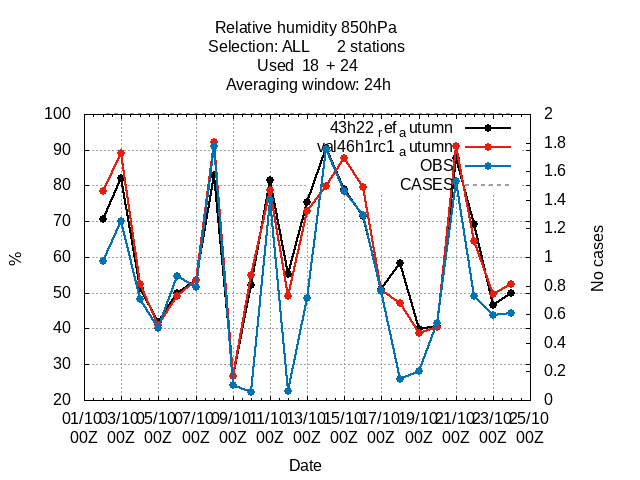 Relative humidity 850hPa
Selection: ALL 2 stations
Used 18 + 24
Averaging window: 24h
100 2
43h22 ref a utumn
90 1.8
val46h1rc1 a utumn
OBS
1.6
80 CASES
1.4
70 1.2
60 1
% No cases
50 0.8
40 0.6
0.4
30 0.2
20 0
01/10 03/10 05/10 07/10 09/10 11/10 13/10 15/10 17/10 19/10 21/10 23/10 25/10
00Z 00Z 00Z 00Z 00Z 00Z 00Z 00Z 00Z 00Z 00Z 00Z 00Z
Date